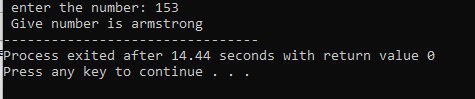 enter the number: 153
Give number is armstrong
--------------------------------
Process exited after 14.44 seconds with return value 0
Press any key to continue . . .